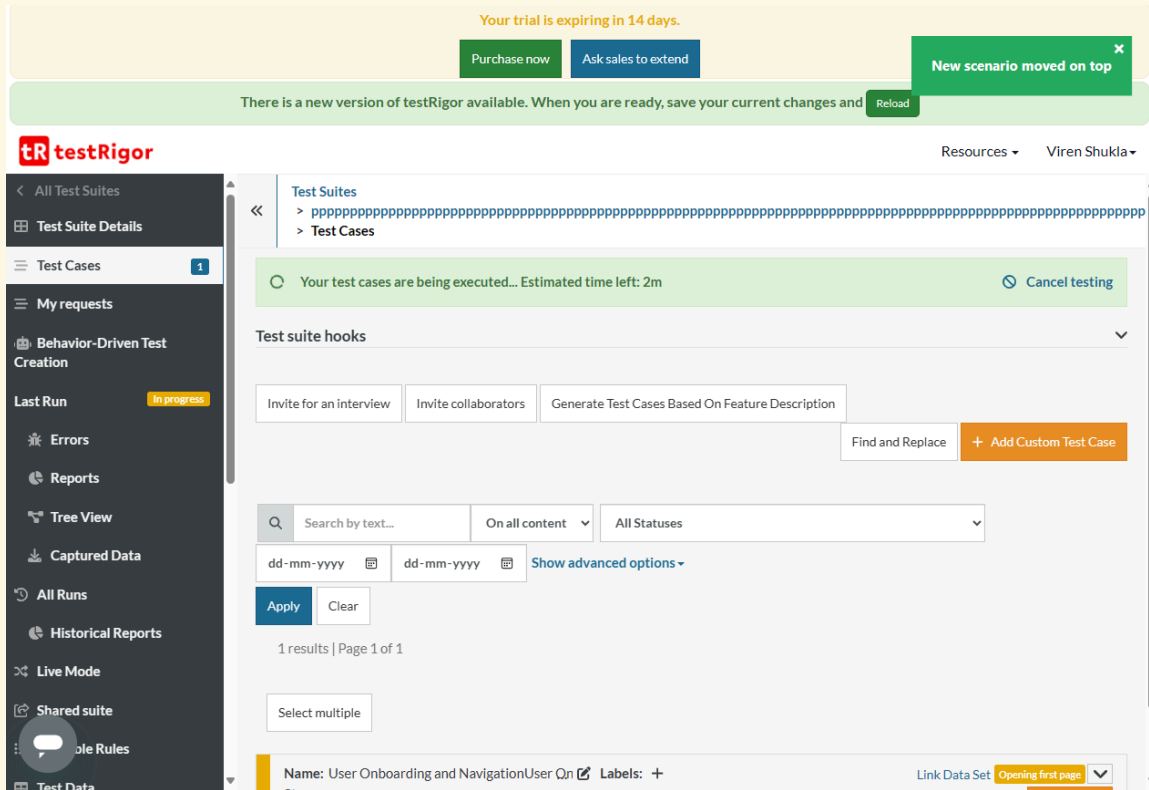 Your trial is expiring in 14 days.
Purchase now
Ask sales to extend
New scenario moved on top
There is a new version of testRigor available. When you are ready, save your current changes and
Reload
tR testRigor
Resources
Viren Shukla
All Test Suites
Test Suite Details
Test Cases
1
My requests
Behavior-Driven Test
Creation
Last Run
In progress
Errors
Reports
Tree View
Captured Data
All Runs
Historical Reports
Live Mode
Shared suite
ble Rules
Test Data
Test Suites
>
> Test Cases
Your test cases are being executed... Estimated time left: 2m
Cancel testing
Test suite hooks
Invite for an interview
Invite collaborators
Generate Test Cases Based On Feature Description
Find and Replace
+ Add Custom Test Case
Search by text...
On all content
All Statuses
dd-mm-yyyy
dd-mm-yyyy
Show advanced options
Apply
Clear
1 results | Page 1 of 1
Select multiple
Name: User Onboarding and NavigationUser On
Labels: +
Link Data Set
Opening first page